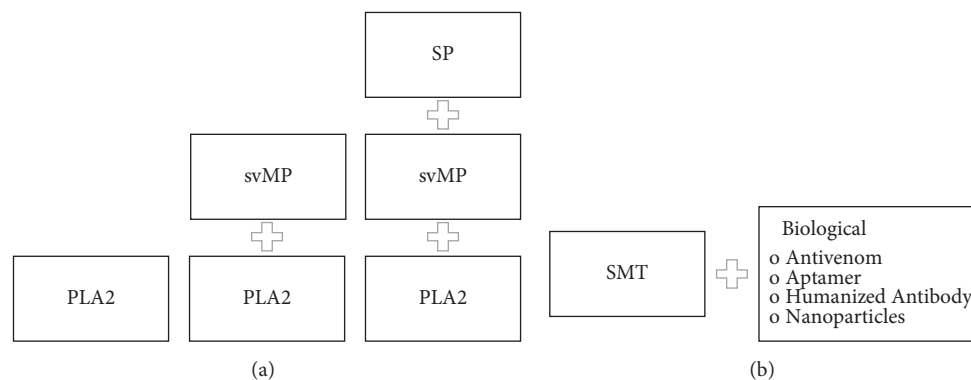 SP
svMP
svMP
PLA2
PLA2
PLA2
(a)
SMT
Biological
o Antivenom
o Aptamer
o Humanized Antibody
o Nanoparticles
(b)